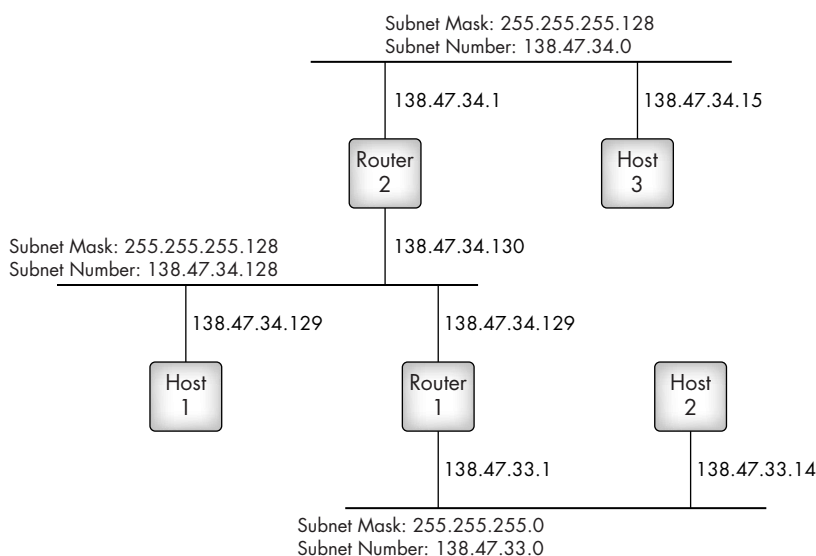 Subnet Mask: 255.255.255.128
Subnet Number: 138.47.34.0
138.47.34.1
138.47.34.15
Router
2
Host
3
Subnet Mask: 255.255.255.128
Subnet Number: 138.47.34.128
138.47.34.130
138.47.34.129
138.47.34.129
Host
1
Router
1
Host
2
138.47.33.1
138.47.33.14
Subnet Mask: 255.255.255.0
Subnet Number: 138.47.33.0